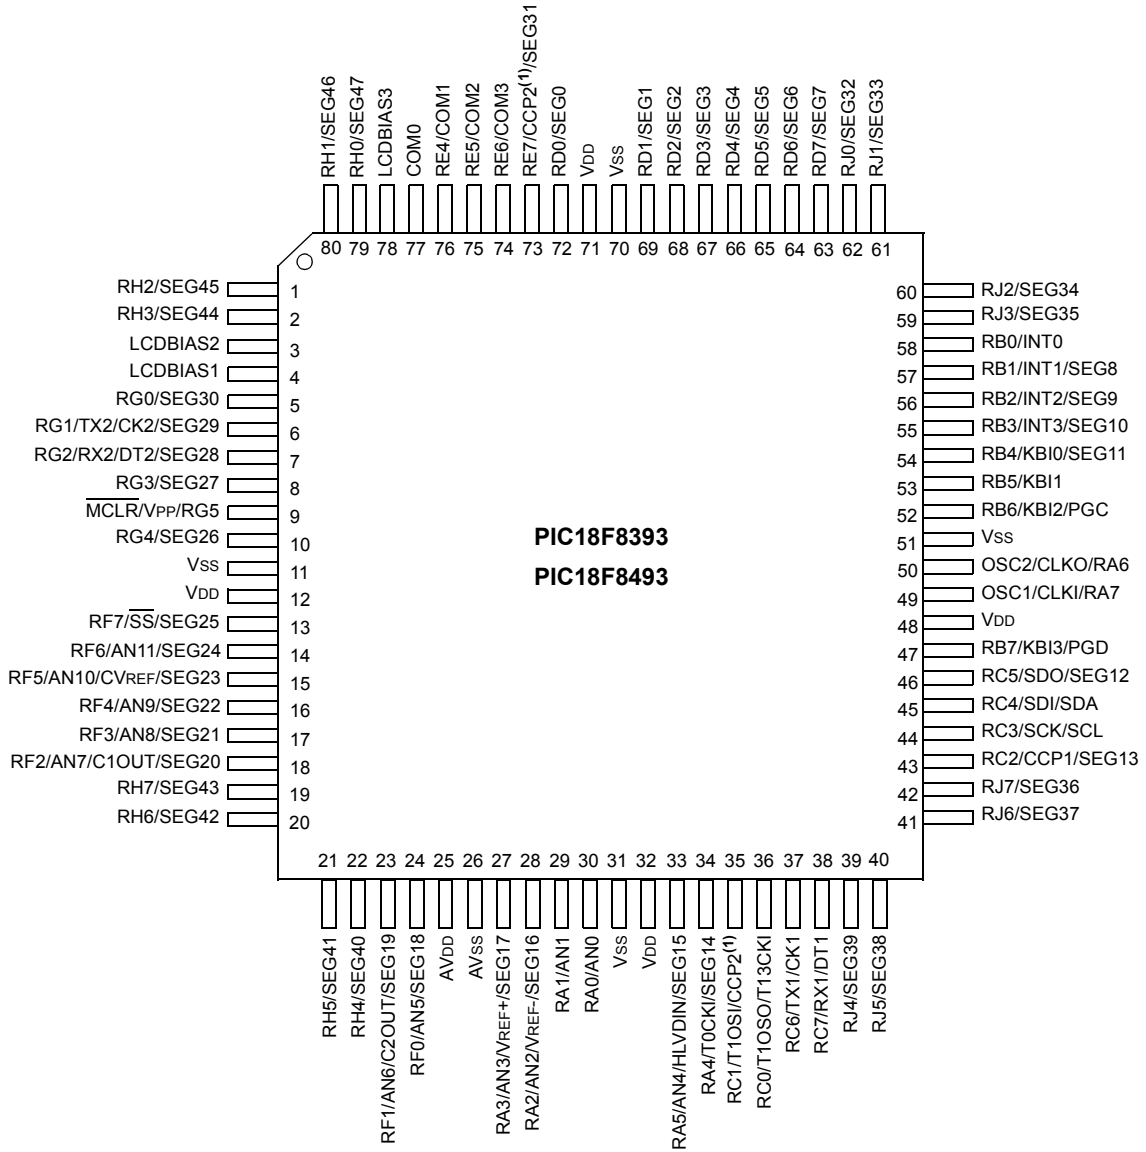 RH1/SEG46
RH0/SEG47
LCDBIAS3
COM0
RE4/COM1
RE5/COM2
RE6/COM3
RE7/CCP2(1)/SEG31
RD0/SEG0
VDD
VSS
RD1/SEG1
RD2/SEG2
RD3/SEG3
RD4/SEG4
RD5/SEG5
RD6/SEG6
RD7/SEG7
RJ0/SEG32
RJ1/SEG33
80 79 78 77 76 75 74 73 72 71 70 69 68 67 66 65 64 63 62 61
RH2/SEG45 1
RH3/SEG44 2
LCDBIAS2 3
LCDBIAS1 4
RG0/SEG30 5
RG1/TX2/CK2/SEG29 6
RG2/RX2/DT2/SEG28 7
RG3/SEG27 8
MCLR/VPP/RG5 9
RG4/SEG26 10
VSS 11
VDD 12
RF7/SS/SEG25 13
RF6/AN11/SEG24 14
RF5/AN10/CVREF/SEG23 15
RF4/AN9/SEG22 16
RF3/AN8/SEG21 17
RF2/AN7/C1OUT/SEG20 18
RH7/SEG43 19
RH6/SEG42 20
PIC18F8393
PIC18F8493
60 RJ2/SEG34
59 RJ3/SEG35
58 RB0/INT0
57 RB1/INT1/SEG8
56 RB2/INT2/SEG9
55 RB3/INT3/SEG10
54 RB4/KBI0/SEG11
53 RB5/KBI1
52 RB6/KBI2/PGC
51 VSS
50 OSC2/CLKO/RA6
49 OSC1/CLKI/RA7
48 VDD
47 RB7/KBI3/PGD
46 RC5/SDO/SEG12
45 RC4/SDI/SDA
44 RC3/SCK/SCL
43 RC2/CCP1/SEG13
42 RJ7/SEG36
41 RJ6/SEG37
21 22 23 24 25 26 27 28 29 30 31 32 33 34 35 36 37 38 39 40
RH5/SEG41
RH4/SEG40
RF1/AN6/C2OUT/SEG19
RF0/AN5/SEG18
AVDD
AVSS
RA3/AN3/VREF+/SEG17
RA2/AN2/VREF-/SEG16
RA1/AN1
RA0/AN0
VSS
VDD
RA5/AN4/HLVDIN/SEG15
RA4/T0CKI/SEG14
RC1/T1OSI/CCP2(1)
RC0/T1OSO/T13CKI
RC6/TX1/CK1
RC7/RX1/DT1
RJ4/SEG39
RJ5/SEG38